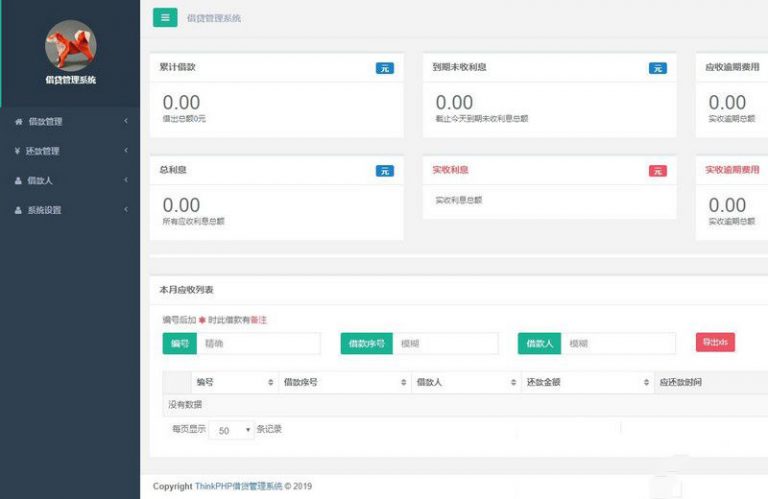 借贷管理系统
借贷管理系统
借款管理
¥ 还款管理
借款人
系统设置
累计借款 元
0.00
借出总额0元
到期未收利息 元
0.00
截止今天到期未收利息总额
应收逾期费用
0.00
实收逾期总额
总利息 元
0.00
所有应收利息总额
实收利息 元
实收利息总额
实收逾期费用
0.00
实收逾期总额
本月应收列表
编号后加 * 时此借款有备注
编号 精确 借款序号 模糊 借款人 模糊 导出xls
编号 借款序号 借款人 还款金额 应还款时间
没有数据
每页显示 50 条记录
Copyright ThinkPHP借贷管理系统 © 2019